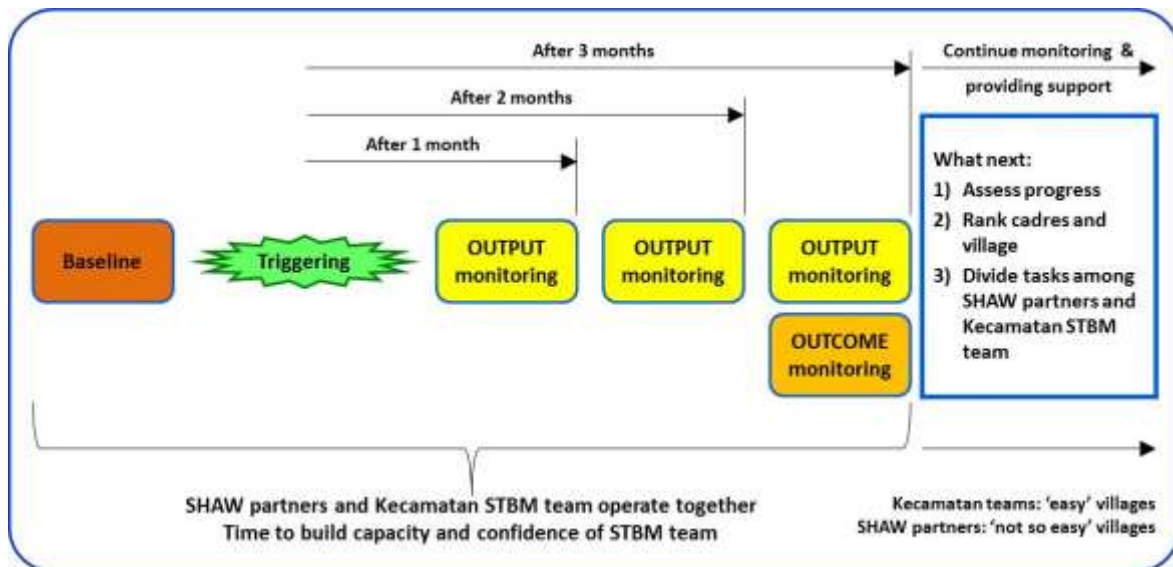 After 3 months
Continue monitoring &
providing support
After 2 months
After 1 month
What next:
1) Assess progress
2) Rank cadres and
village
3) Divide tasks among
SHAW partners and
Kecamatan STBM
team
Baseline
Triggering
OUTPUT
monitoring
OUTPUT
monitoring
OUTPUT
monitoring
OUTCOME
monitoring
SHAW partners and Kecamatan STBM team operate together
Time to build capacity and confidence of STBM team
Kecamatan teams: ‘easy’ villages
SHAW partners: ‘not so easy’ villages